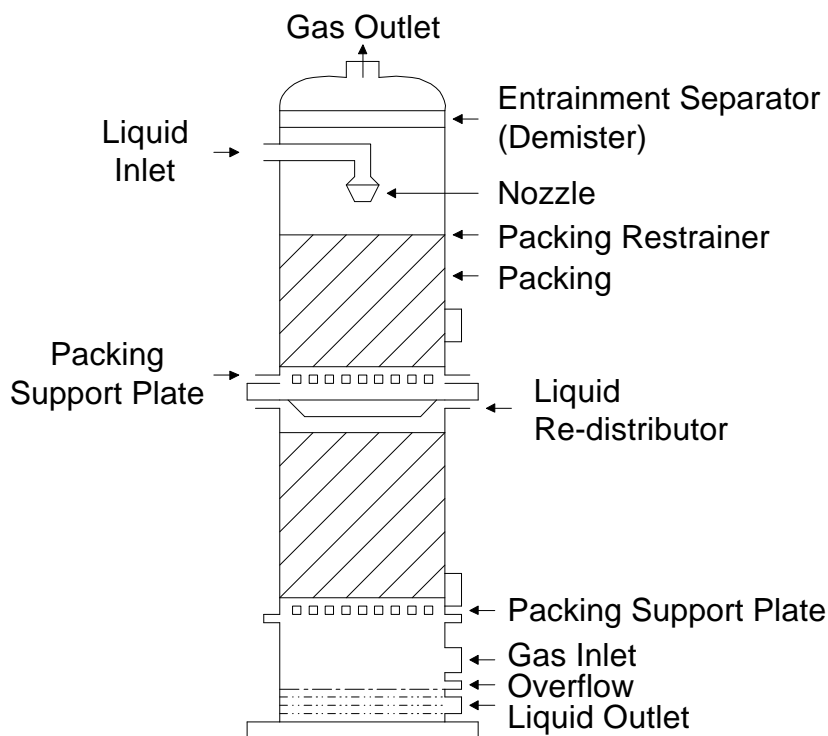 Gas Outlet
Entrainment Separator
(Demister)
Liquid
Inlet
Nozzle
Packing Restrainer
Packing
Packing
Support Plate
Liquid
Re-distributor
Packing Support Plate
Gas Inlet
Overflow
Liquid Outlet